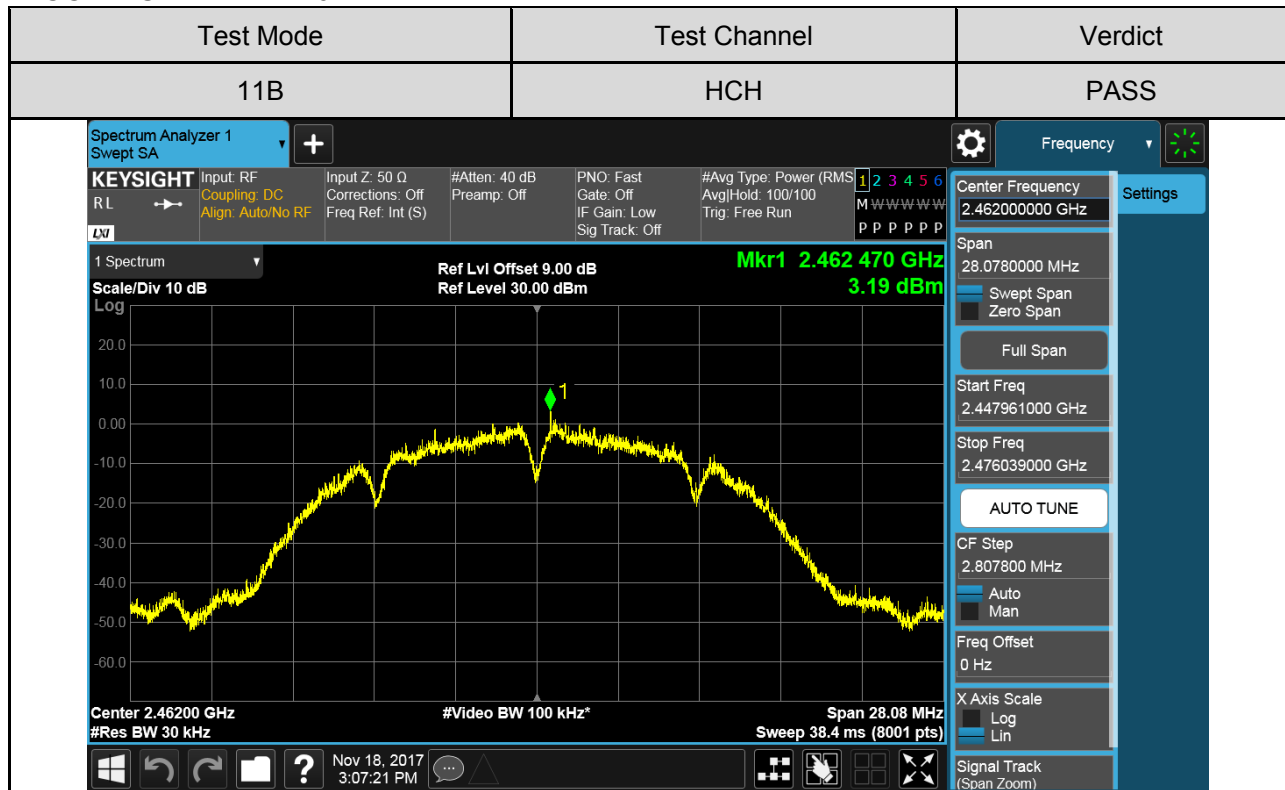 Test Mode Test Channel Verdict
11B HCH PASS
Spectrum Analyzer 1
Swept SA
+
Frequency
KEYSIGHT
RL
LXI
Input: RF
Coupling: DC
Align: Auto/No RF
Input Z: 50 Ω
Corrections: Off
Freq Ref: Int (S)
#Atten: 40 dB
Preamp: Off
PNO: Fast
Gate: Off
IF Gain: Low
Sig Track: Off
#Avg Type: Power (RMS
Avg|Hold: 100/100
Trig: Free Run
1 2 3 4 5 6
M W W W W W
P P P P P P
1 Spectrum
Scale/Div 10 dB
Log
Ref Lvl Offset 9.00 dB
Ref Level 30.00 dBm
Mkr1 2.462 470 GHz
3.19 dBm
20.0
10.0
0.00
-10.0
-20.0
-30.0
-40.0
-50.0
-60.0
1
Center 2.46200 GHz
#Res BW 30 kHz
#Video BW 100 kHz*
Span 28.08 MHz
Sweep 38.4 ms (8001 pts)
?
Nov 18, 2017
3:07:21 PM
Center Frequency
2.462000000 GHz
Settings
Span
28.0780000 MHz
Swept Span
Zero Span
Full Span
Start Freq
2.447961000 GHz
Stop Freq
2.476039000 GHz
AUTO TUNE
CF Step
2.807800 MHz
Auto
Man
Freq Offset
0 Hz
X Axis Scale
Log
Lin
Signal Track
(Span Zoom)